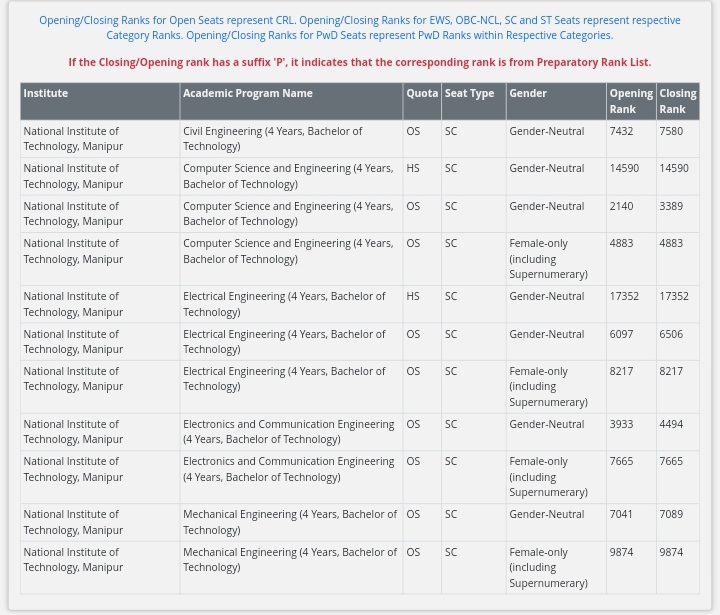 Opening/Closing Ranks for Open Seats represent CRL. Opening/Closing Ranks for EWS, OBC-NCL, SC and ST Seats represent respective
Category Ranks. Opening/Closing Ranks for PwD Seats represent PwD Ranks within Respective Categories.
If the Closing/Opening rank has a suffix 'P', it indicates that the corresponding rank is from Preparatory Rank List.
Institute Academic Program Name Quota Seat Type Gender Opening Closing
Rank Rank
National Institute of Civil Engineering (4 Years, Bachelor of OS SC Gender-Neutral 7432 7580
Technology, Manipur Technology)
National Institute of Computer Science and Engineering (4 Years, HS SC Gender-Neutral 14590 14590
Technology, Manipur Bachelor of Technology)
National Institute of Computer Science and Engineering (4 Years, OS SC Gender-Neutral 2140 3389
Technology, Manipur Bachelor of Technology)
National Institute of Computer Science and Engineering (4 Years, OS SC Female-only 4883 4883
Technology, Manipur Bachelor of Technology) (including
Supernumerary)
National Institute of Electrical Engineering (4 Years, Bachelor of HS SC Gender-Neutral 17352 17352
Technology, Manipur Technology)
National Institute of Electrical Engineering (4 Years, Bachelor of OS SC Gender-Neutral 6097 6506
Technology, Manipur Technology)
National Institute of Electrical Engineering (4 Years, Bachelor of OS SC Female-only 8217 8217
Technology, Manipur Technology) (including
Supernumerary)
National Institute of Electronics and Communication Engineering OS SC Gender-Neutral 3933 4494
Technology, Manipur (4 Years, Bachelor of Technology)
National Institute of Electronics and Communication Engineering OS SC Female-only 7665 7665
Technology, Manipur (4 Years, Bachelor of Technology) (including
Supernumerary)
National Institute of Mechanical Engineering (4 Years, Bachelor of OS SC Gender-Neutral 7041 7089
Technology, Manipur Technology)
National Institute of Mechanical Engineering (4 Years, Bachelor of OS SC Female-only 9874 9874
Technology, Manipur Technology) (including
Supernumerary)